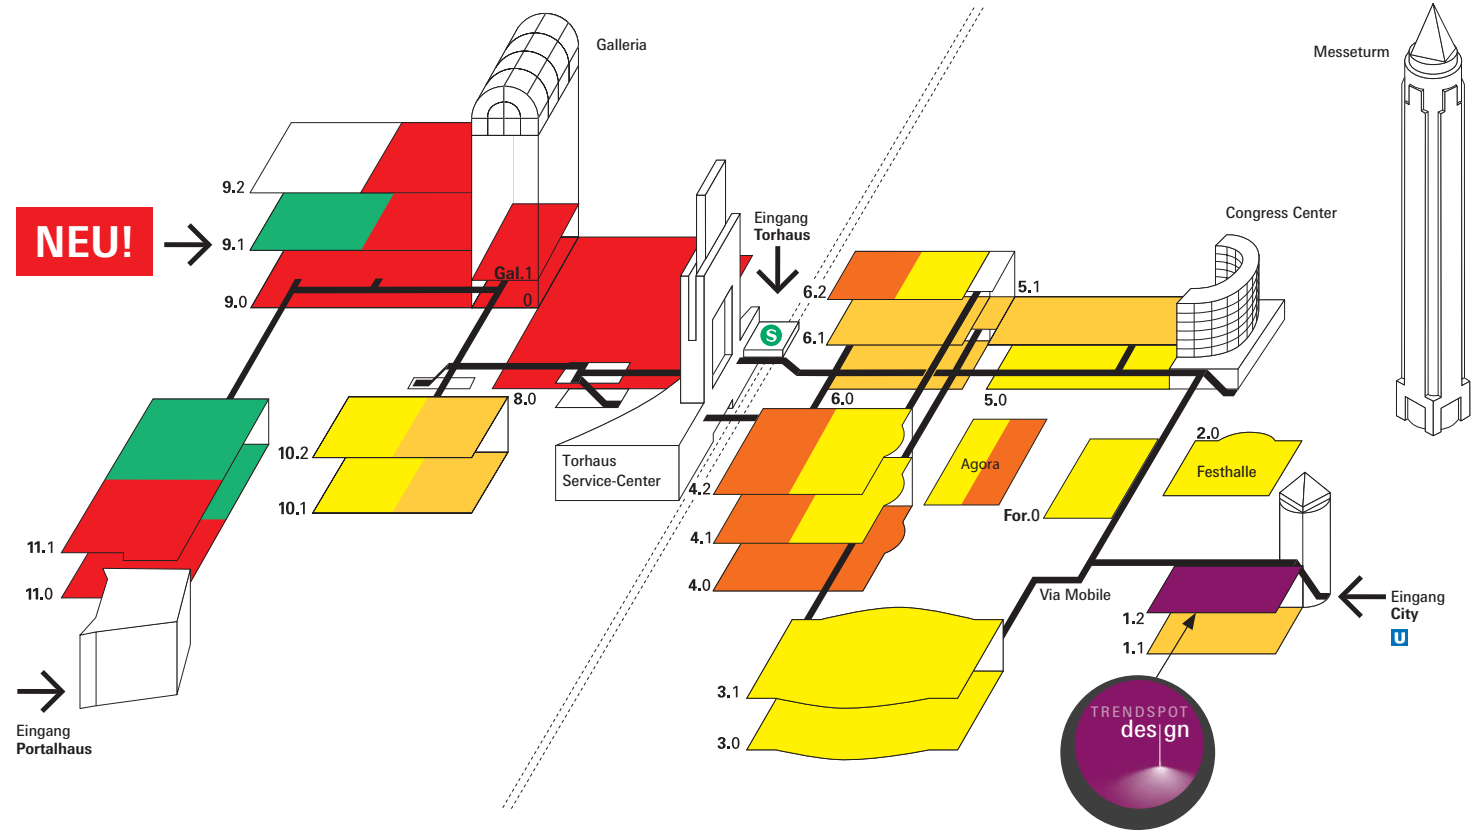 Galleria
Messeturm
9.2
NEU!
9.1
Eingang
Torhaus
Congress Center
Gal.1
9.0
0
6.2
5.1
S
6.1
8.0
6.0
5.0
10.2
Torhaus
Service-Center
4.2
Agora
2.0
Festhalle
10.1
For.0
11.1
4.1
11.0
4.0
Via Mobile
Eingang
City
U
1.2
1.1
3.1
TRENDSPOT
design
Eingang
Portalhaus
3.0